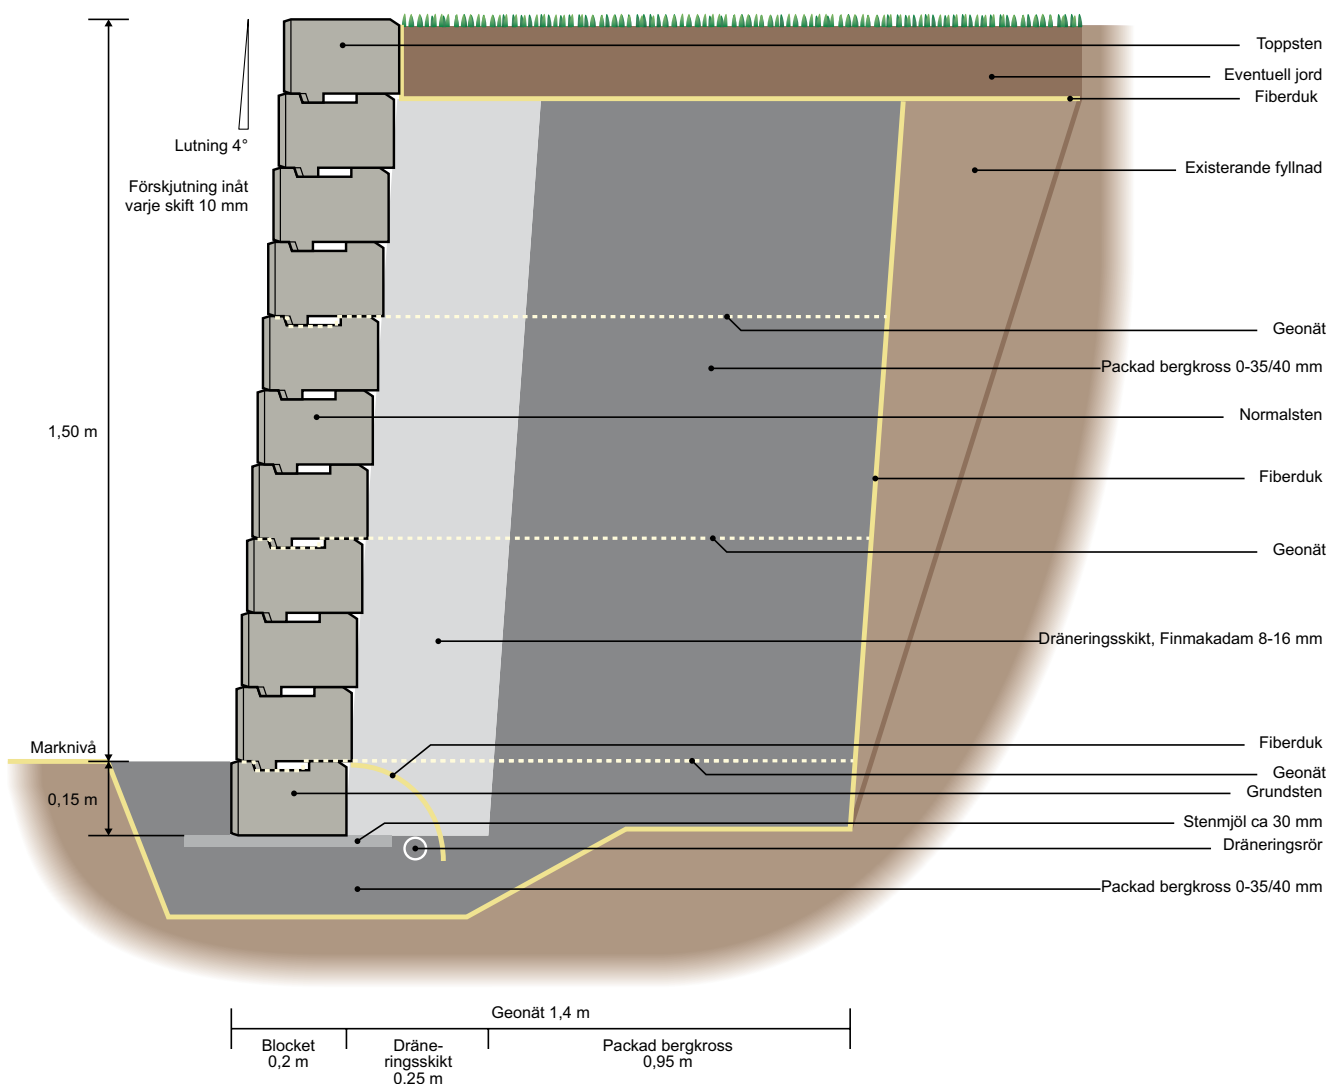 Toppsten
Eventuell jord
Fiberduk
Lutning 4°
Existerande fyllnad
Förskjutning inåt
varje skift 10 mm
Geonät
Packad bergkross 0-35/40 mm
Normalsten
1,50 m
Fiberduk
Geonät
Dräneringsskikt, Finmakadam 8-16 mm
Marknivå
Fiberduk
Geonät
Grundsten
0,15 m
Stenmjöl ca 30 mm
Dräneringsrör
Packad bergkross 0-35/40 mm
Geonät 1,4 m
Blocket
0,2 m
Dräne-
ringsskikt
0,25 m
Packad bergkross
0,95 m